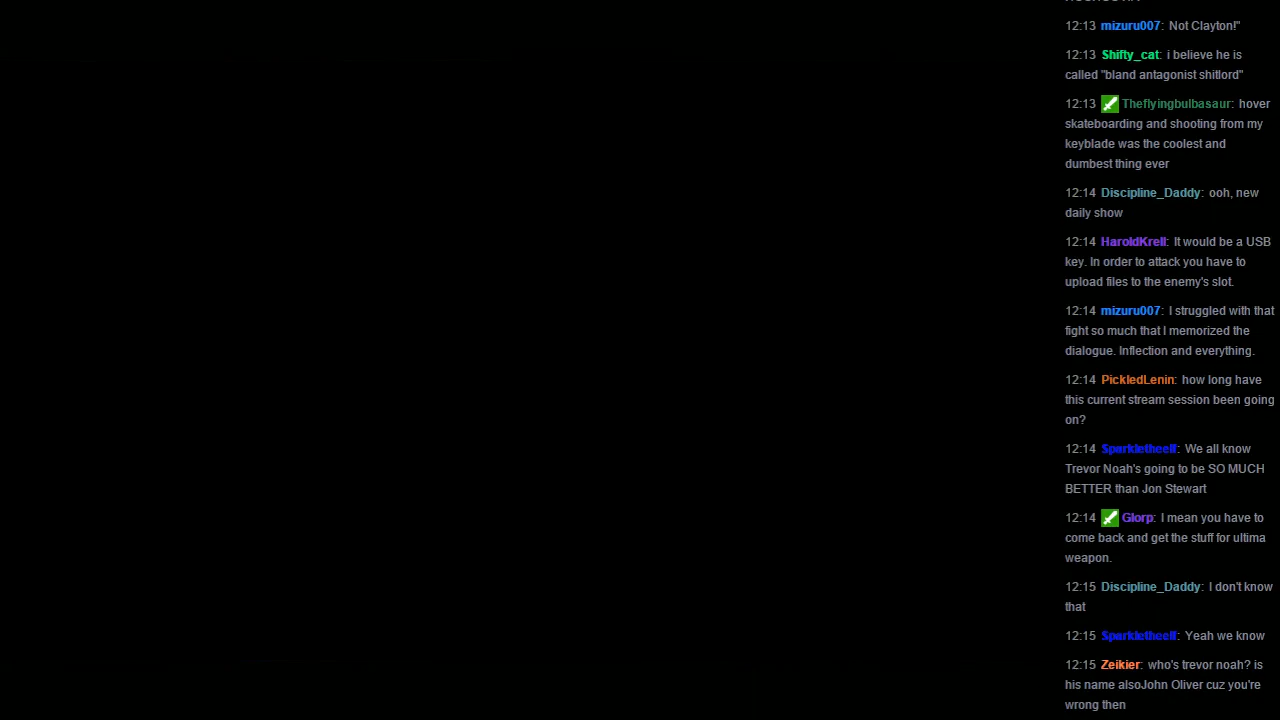 12:13 mizuru007: Not Clayton!"
12:13 Shifty_cat: i believe he is
called "bland antagonist shitlord"
12:13 Theflyingbulbasaur: hover
skateboarding and shooting from my
keyblade was the coolest and
dumbest thing ever
12:14 Discipline_Daddy: ooh, new
daily show
12:14 HaroldKrell: It would be a USB
key. In order to attack you have to
upload files to the enemy's slot.
12:14 mizuru007: I struggled with that
fight so much that I memorized the
dialogue. Inflection and everything.
12:14 PickledLenin: how long have
this current stream session been going
on?
12:14 Sparkletheelf: We all know
Trevor Noah's going to be SO MUCH
BETTER than Jon Stewart
12:14 Glorp: I mean you have to
come back and get the stuff for ultima
weapon.
12:15 Discipline_Daddy: I don't know
that
12:15 Sparkletheelf: Yeah we know
12:15 Zeikier: who's trevor noah? is
his name alsoJohn Oliver cuz you're
wrong then